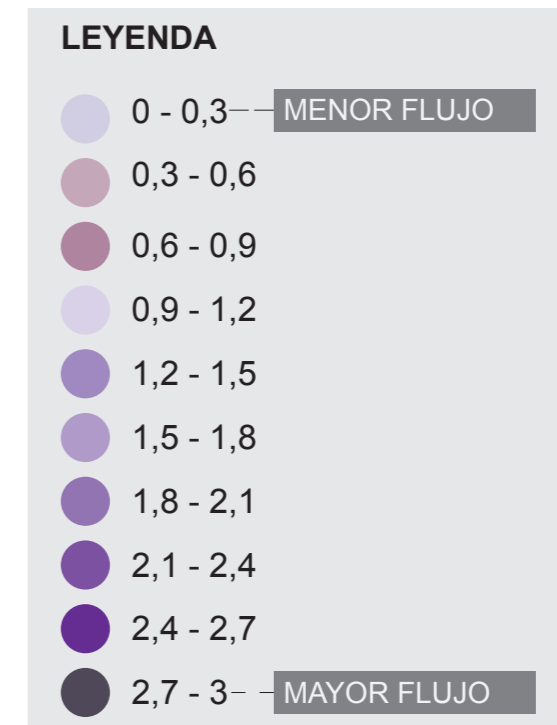 LEYENDA
0 - 0,3 MENOR FLUJO
0,3 - 0,6
0,6 - 0,9
0,9 - 1,2
1,2 - 1,5
1,5 - 1,8
1,8 - 2,1
2,1 - 2,4
2,4 - 2,7
2,7 - 3 MAYOR FLUJO